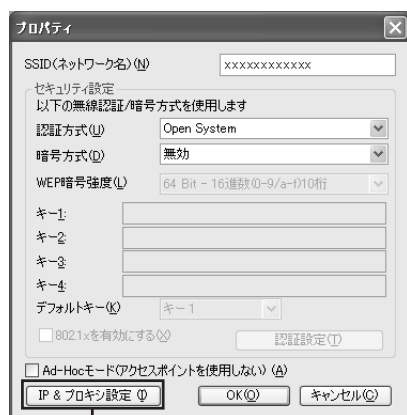 プロパティ
SSID(ネットワーク名)(N) xxxxxxxxxxxx
セキュリティ設定
以下の無線認証/暗号方式を使用します
認証方式(U) Open System
暗号方式(D) 無効
WEP暗号強度(L) 64 Bit - 16進数(0-9/a-f)10桁
キー1:
キー2:
キー3:
キー4:
デフォルトキー(K) キー 1
802.1xを有効にする(X) 認証設定(T)
Ad-Hocモード(アクセスポイントを使用しない) (A)
IP & プロキシ設定 (I) OK(O) キャンセル(C)